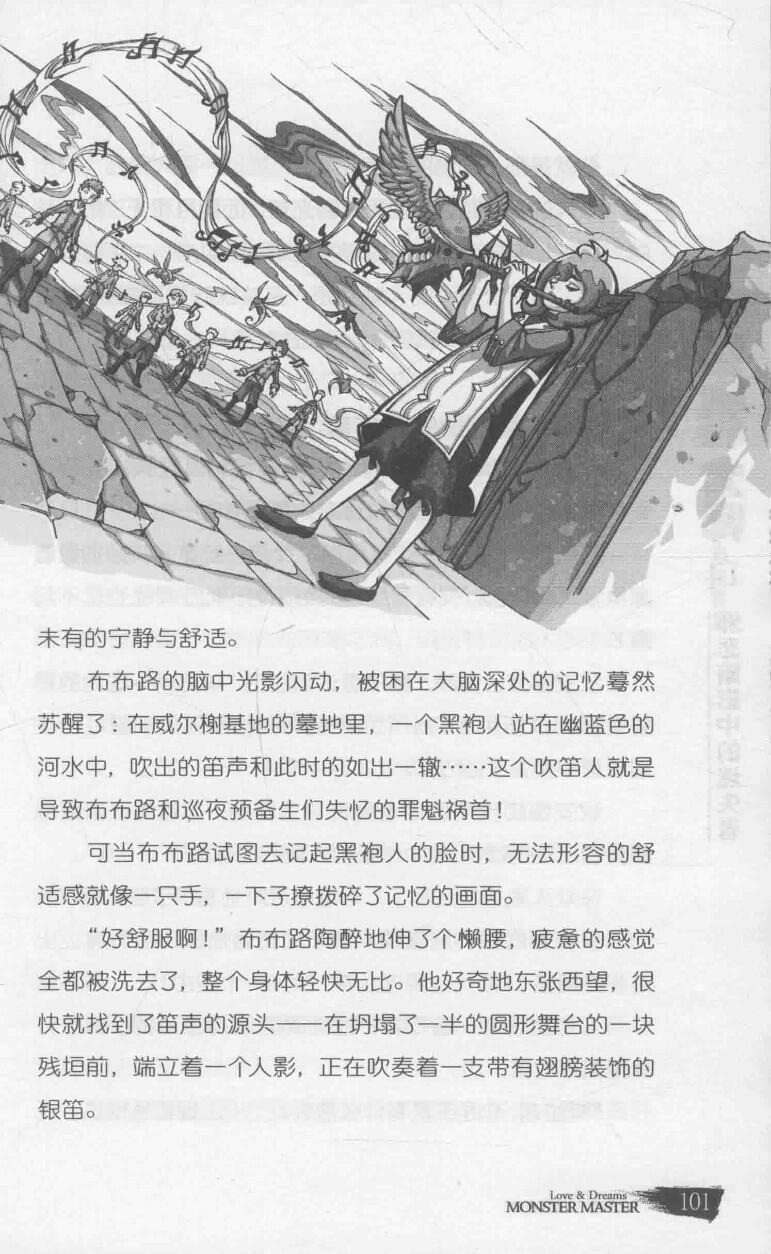 未有的宁静与舒适。
布布路的脑中光影闪动，被困在大脑深处的记忆蓦然
苏醒了：在威尔榭基地的墓地里，一个黑袍人站在幽蓝色的
河水中，吹出的笛声和此时的如出一辙……这个吹笛人就是
导致布布路和巡夜预备生们失忆的罪魁祸首！
可当布布路试图去记起黑袍人的脸时，无法形容的舒
适感就像一只手，一下子撩拨碎了记忆的画面。
“好舒服啊！”布布路陶醉地伸了个懒腰，疲惫的感觉
全都被洗去了，整个身体轻快无比。他好奇地东张西望，很
快就找到了笛声的源头——在坍塌了一半的圆形舞台的一块
残垣前，端立着一个人影，正在吹奏着一支带有翅膀装饰的
银笛。
Love & Dreams
MONSTER MASTER 101